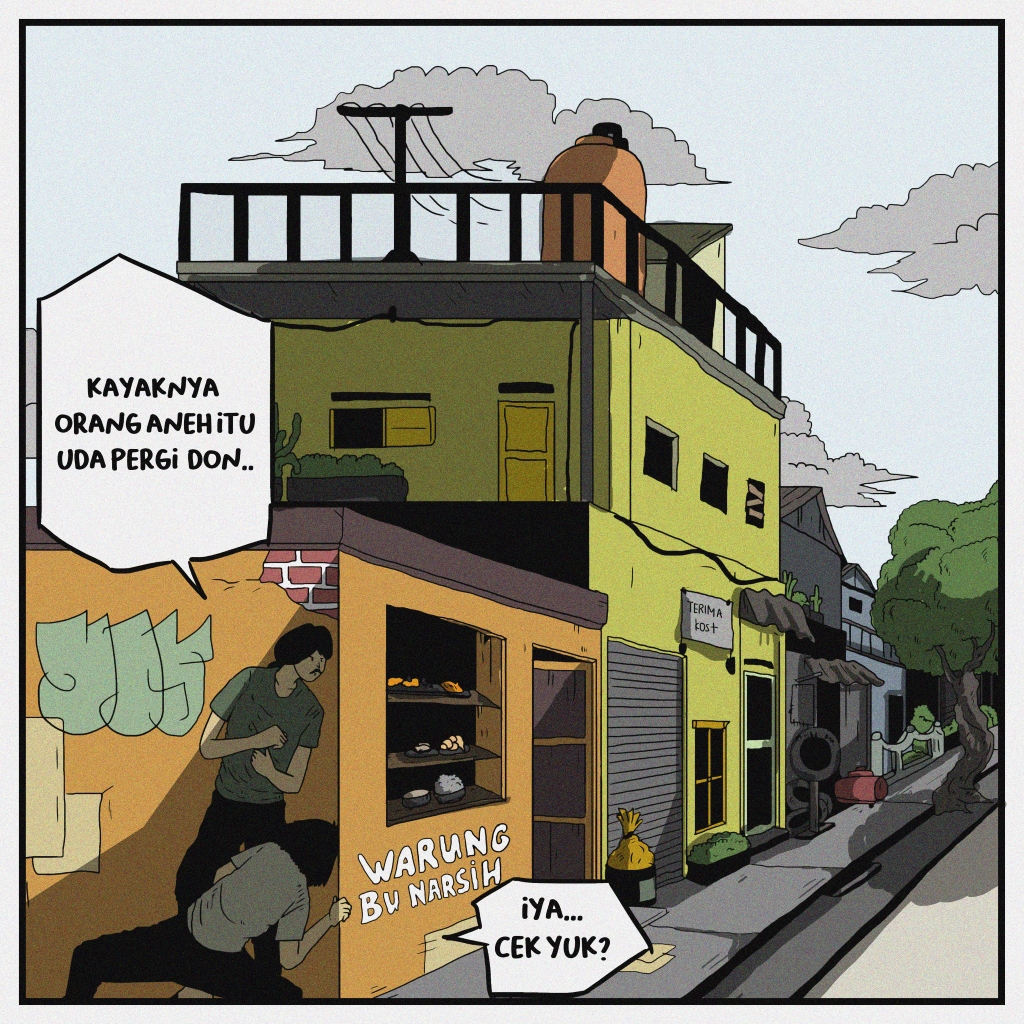 KAYAKNYA
ORANG ANEH iTU
UDA PERGi DON..
TERIMA
KOST
WARUNG
BU NARSiH
iYA...
CEK YUK?